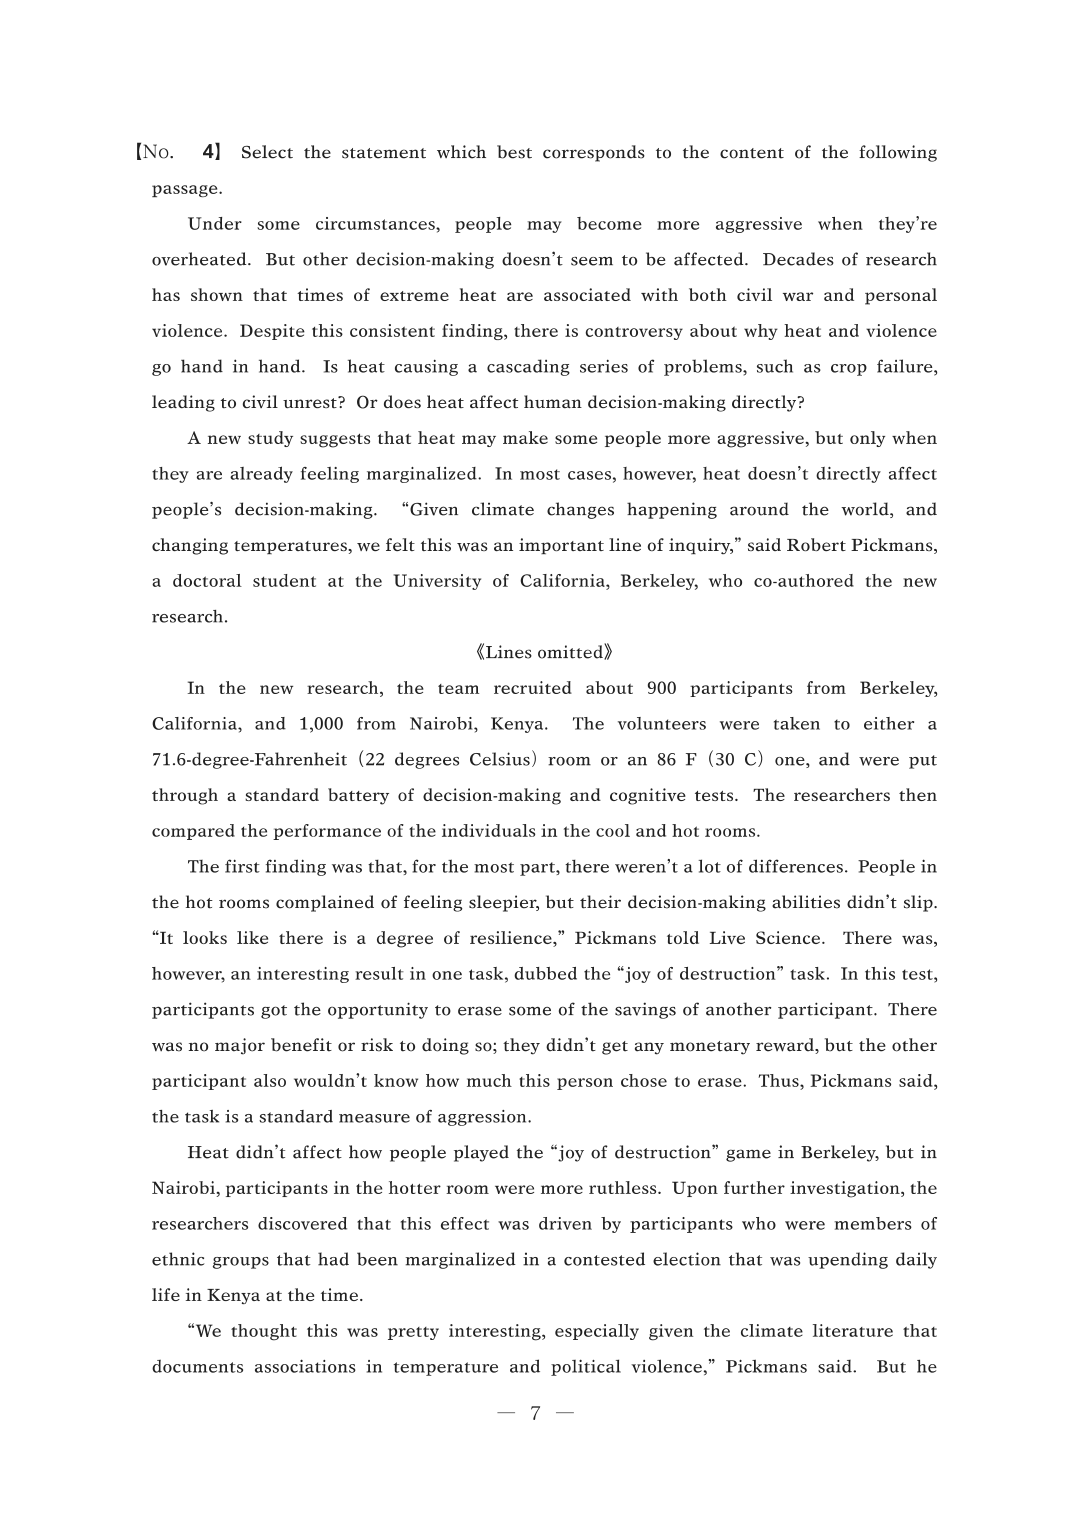 【No. 4】 Select the statement which best corresponds to the content of the following
passage.
Under some circumstances, people may become more aggressive when they’re
overheated. But other decision-making doesn’t seem to be affected. Decades of research
has shown that times of extreme heat are associated with both civil war and personal
violence. Despite this consistent finding, there is controversy about why heat and violence
go hand in hand. Is heat causing a cascading series of problems, such as crop failure,
leading to civil unrest? Or does heat affect human decision-making directly?
A new study suggests that heat may make some people more aggressive, but only when
they are already feeling marginalized. In most cases, however, heat doesn’t directly affect
people’s decision-making. “Given climate changes happening around the world, and
changing temperatures, we felt this was an important line of inquiry,” said Robert Pickmans,
a doctoral student at the University of California, Berkeley, who co-authored the new
research.
《Lines omitted》
In the new research, the team recruited about 900 participants from Berkeley,
California, and 1,000 from Nairobi, Kenya. The volunteers were taken to either a
71.6-degree-Fahrenheit（22 degrees Celsius）room or an 86 F（30 C）one, and were put
through a standard battery of decision-making and cognitive tests. The researchers then
compared the performance of the individuals in the cool and hot rooms.
The first finding was that, for the most part, there weren’t a lot of differences. People in
the hot rooms complained of feeling sleepier, but their decision-making abilities didn’t slip.
“It looks like there is a degree of resilience,” Pickmans told Live Science. There was,
however, an interesting result in one task, dubbed the “joy of destruction” task. In this test,
participants got the opportunity to erase some of the savings of another participant. There
was no major benefit or risk to doing so; they didn’t get any monetary reward, but the other
participant also wouldn’t know how much this person chose to erase. Thus, Pickmans said,
the task is a standard measure of aggression.
Heat didn’t affect how people played the “joy of destruction” game in Berkeley, but in
Nairobi, participants in the hotter room were more ruthless. Upon further investigation, the
researchers discovered that this effect was driven by participants who were members of
ethnic groups that had been marginalized in a contested election that was upending daily
life in Kenya at the time.
“We thought this was pretty interesting, especially given the climate literature that
documents associations in temperature and political violence,” Pickmans said. But he
— 7 —